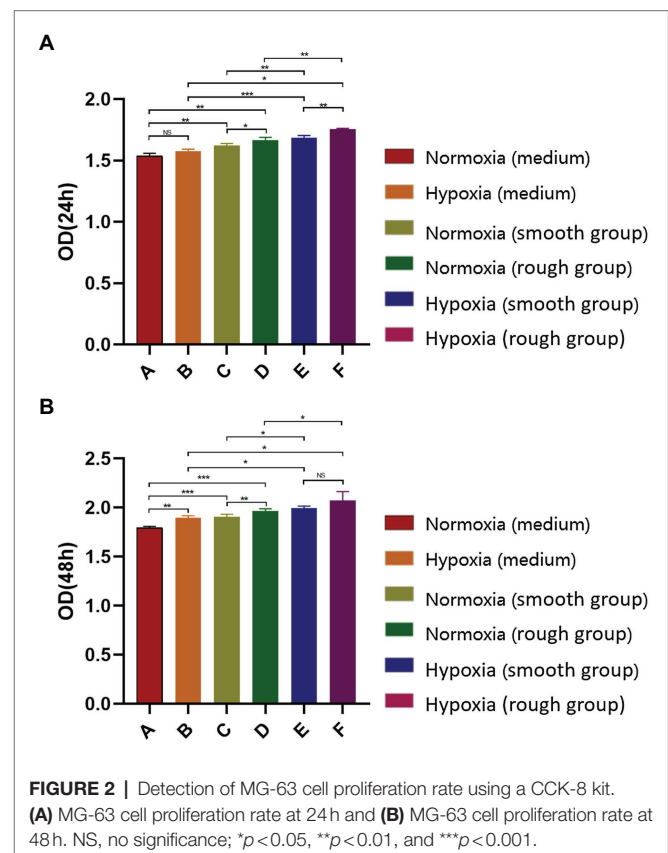 A
**
**
*
***
**
**
**
*
NS
2.0
1.5
1.0
0.5
0.0
OD(24h)
A B C D E F
Normoxia (medium)
Hypoxia (medium)
Normoxia (smooth group)
Normoxia (rough group)
Hypoxia (smooth group)
Hypoxia (rough group)
B
*
*
*
*
NS
***
***
**
**
2.5
2.0
1.5
1.0
0.5
0.0
OD(48h)
A B C D E F
Normoxia (medium)
Hypoxia (medium)
Normoxia (smooth group)
Normoxia (rough group)
Hypoxia (smooth group)
Hypoxia (rough group)
FIGURE 2 | Detection of MG-63 cell proliferation rate using a CCK-8 kit.
(A) MG-63 cell proliferation rate at 24 h and (B) MG-63 cell proliferation rate at
48 h. NS, no significance; *p < 0.05, **p < 0.01, and ***p < 0.001.